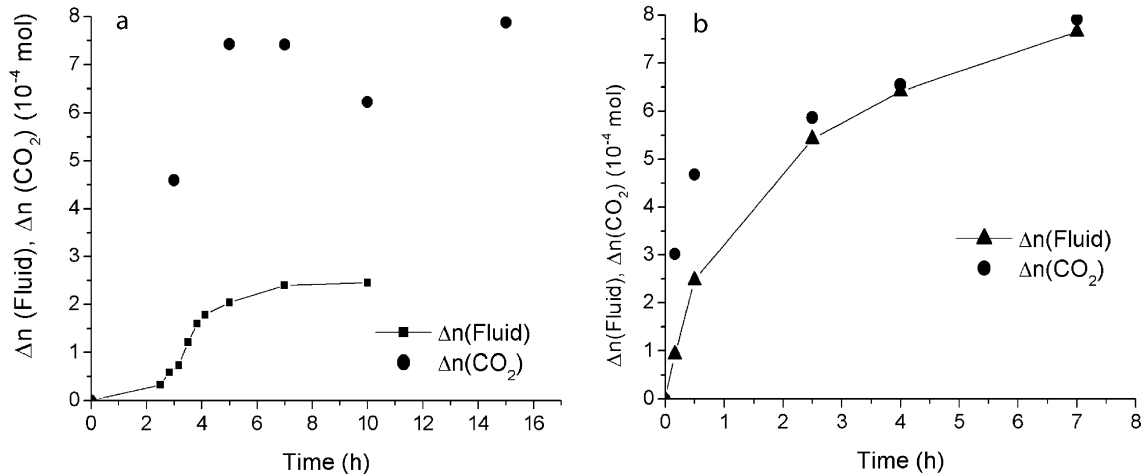 a
Δn (Fluid), Δn (CO₂) (10⁻⁴ mol)
8
7
6
5
4
3
2
1
0
Δn(Fluid)
Δn(CO₂)
0 2 4 6 8 10 12 14 16
Time (h)
b
Δn(Fluid), Δn(CO₂) (10⁻⁴ mol)
8
7
6
5
4
3
2
1
0
Δn(Fluid)
Δn(CO₂)
0 1 2 3 4 5 6 7 8
Time (h)